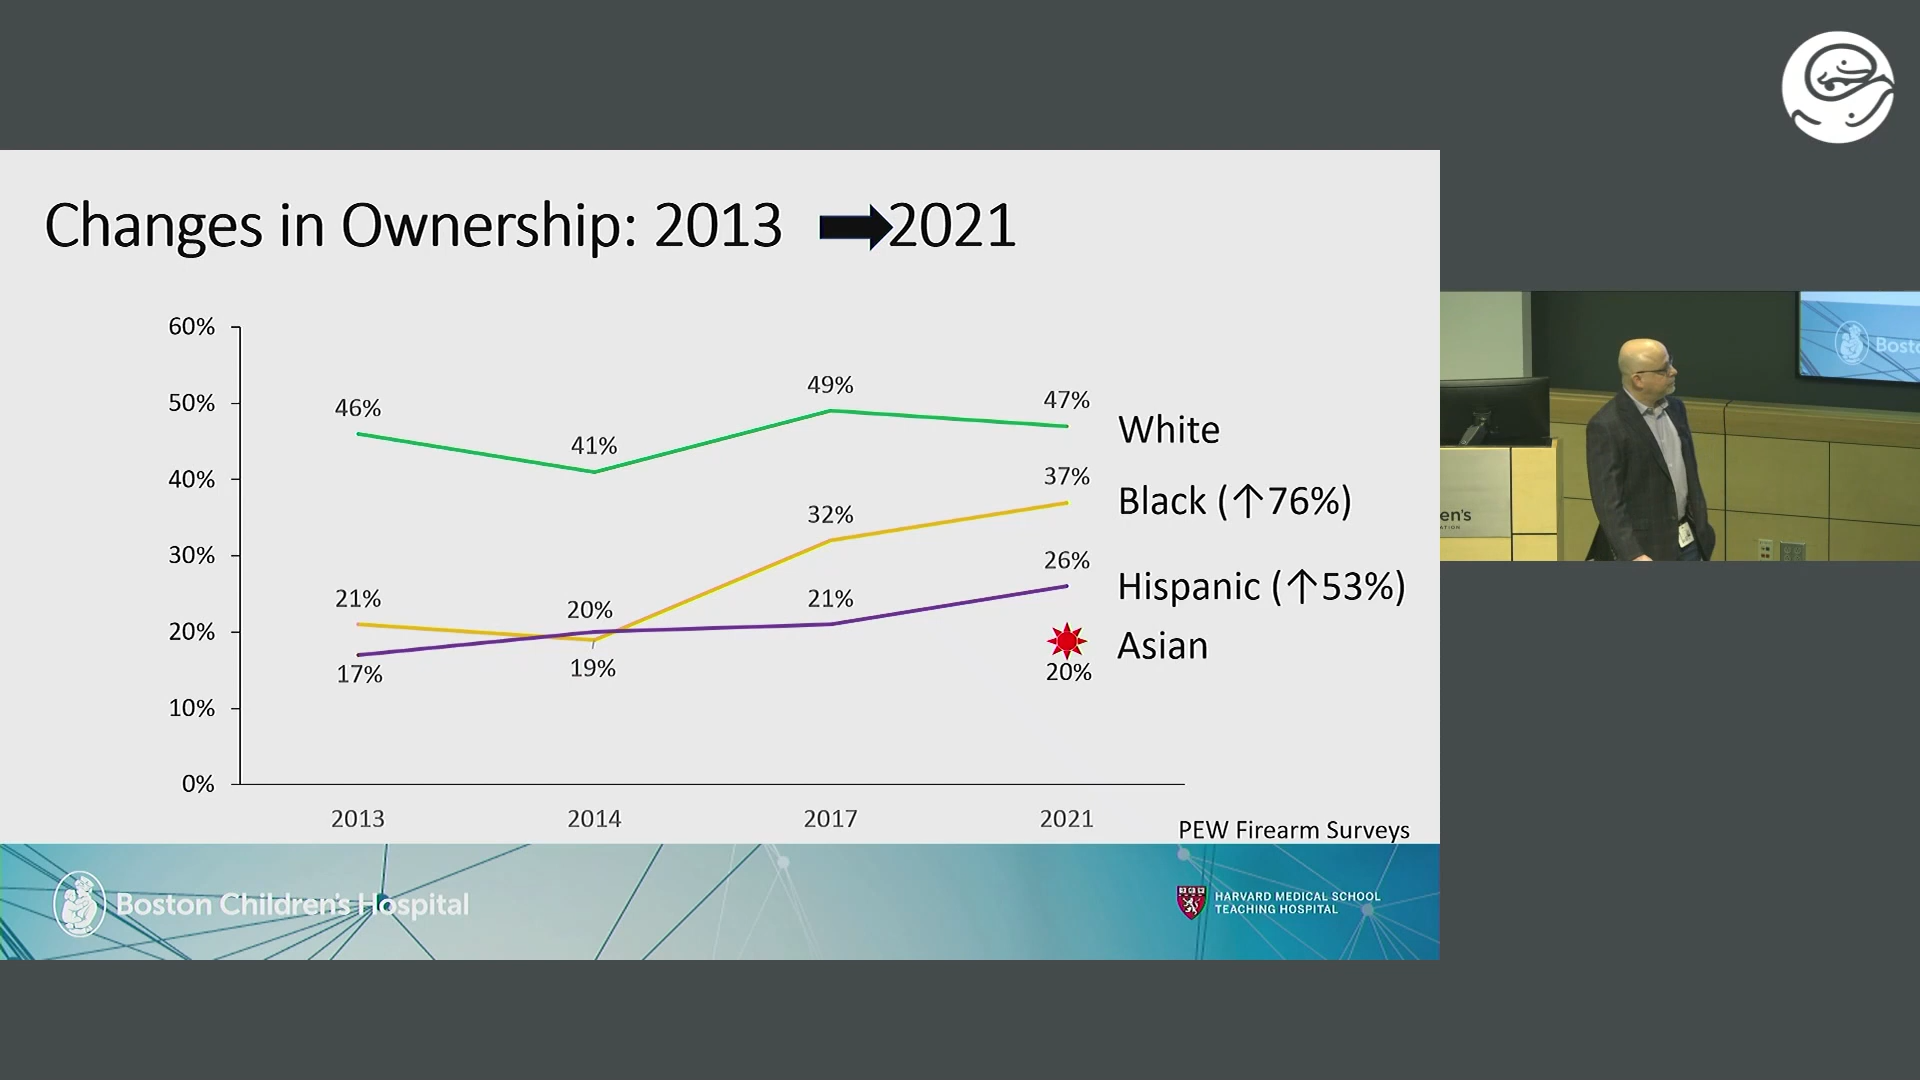 Changes in Ownership: 2013 2021
60%
50%
40%
30%
20%
10%
0%
46%
41%
49%
47%
21%
20%
19%
32%
37%
17%
21%
26%
20%
White
Black (↑76%)
Hispanic (↑53%)
Asian
2013 2014 2017 2021
PEW Firearm Surveys
Boston Children's Hospital
HARVARD MEDICAL SCHOOL
TEACHING HOSPITAL
Bosto
en's